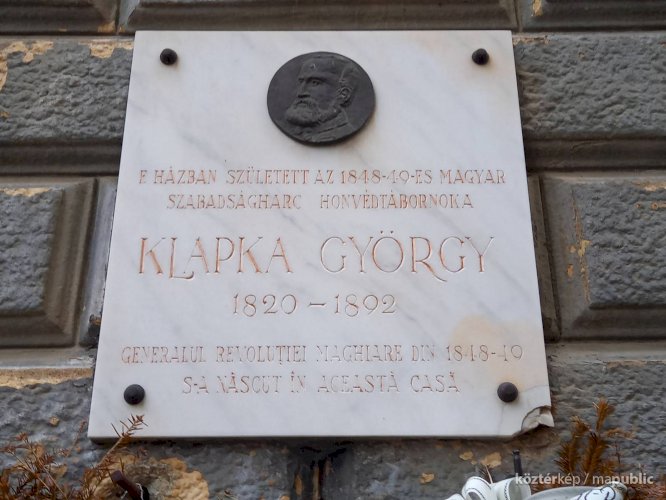 E HÁZBAN SZÜLETETT AZ 1848-49-ES MAGYAR
SZABADSÁGHARC HONVÉDTÁBORNOKA
KLAPKA GYÖRGY
1820 – 1892
GENERALUL REVOLUȚIEI MAGHIARE DIN 1848-49
S-A NĂSCUT ÎN ACEASTĂ CASĂ
köztérkép / mapublic